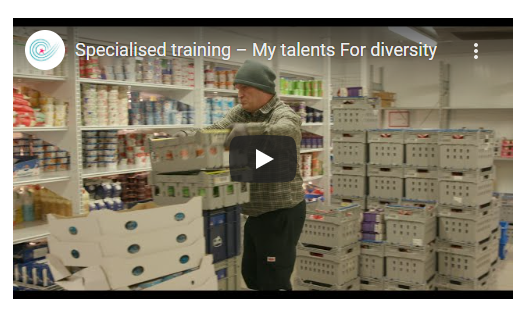 Specialised training – My talents For diversity